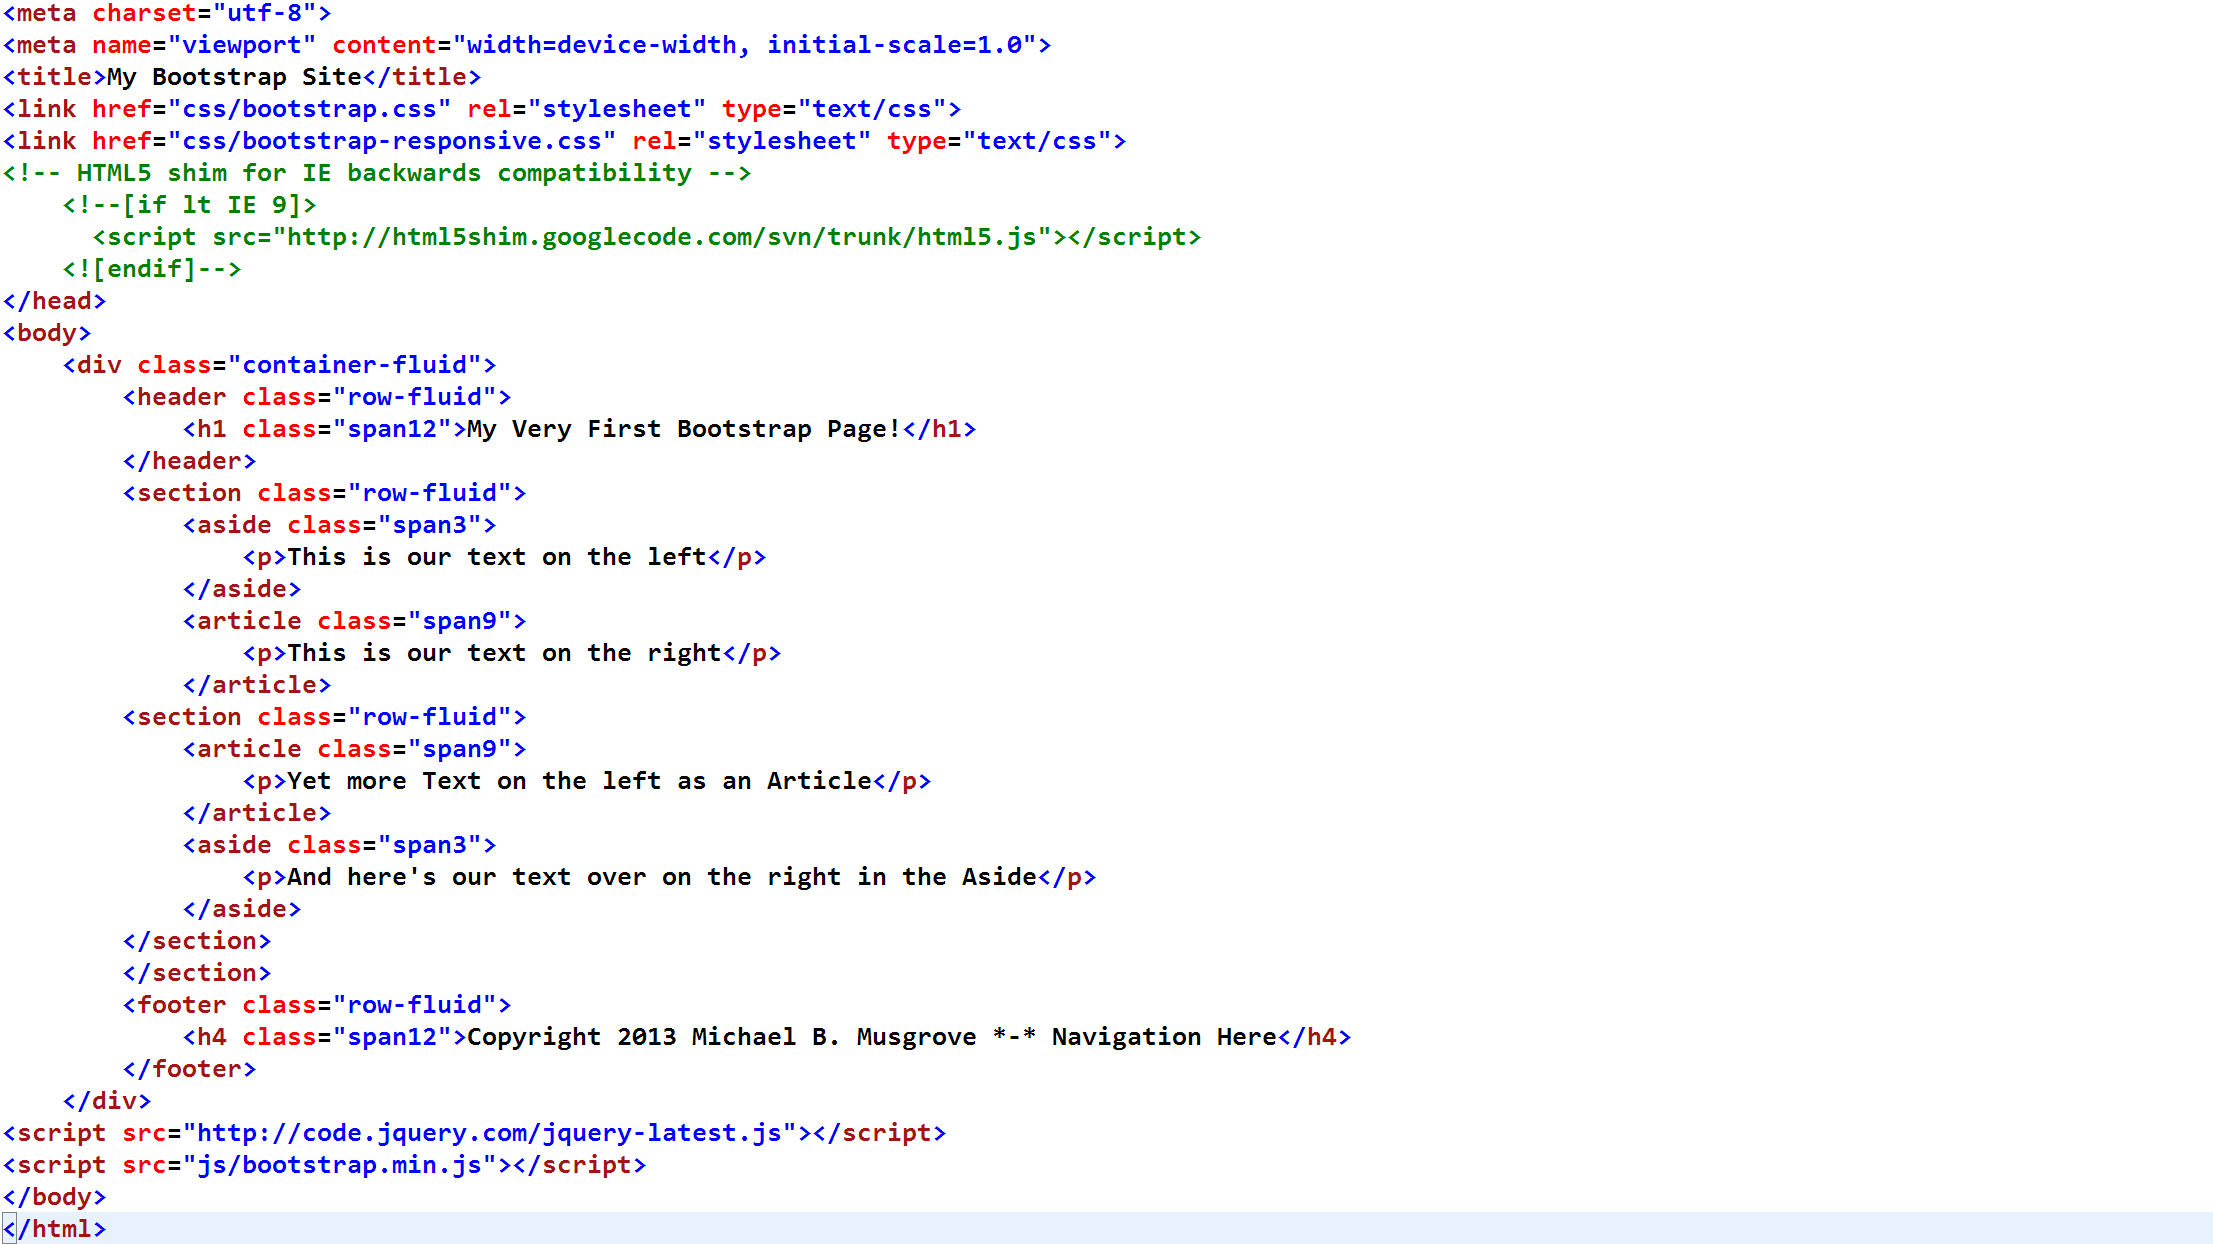 <meta charset="utf-8">
<meta name="viewport" content="width=device-width, initial-scale=1.0">
<title>My Bootstrap Site</title>
<link href="css/bootstrap.css" rel="stylesheet" type="text/css">
<link href="css/bootstrap-responsive.css" rel="stylesheet" type="text/css">
<!-- HTML5 shim for IE backwards compatibility -->
    <!--[if lt IE 9]>
      <script src="http://html5shim.googlecode.com/svn/trunk/html5.js"></script>
    <![endif]-->
</head>
<body>
    <div class="container-fluid">
        <header class="row-fluid">
            <h1 class="span12">My Very First Bootstrap Page!</h1>
        </header>
        <section class="row-fluid">
            <aside class="span3">
                <p>This is our text on the left</p>
            </aside>
            <article class="span9">
                <p>This is our text on the right</p>
            </article>
        <section class="row-fluid">
            <article class="span9">
                <p>Yet more Text on the left as an Article</p>
            </article>
            <aside class="span3">
                <p>And here's our text over on the right in the Aside</p>
            </aside>
        </section>
        </section>
        <footer class="row-fluid">
            <h4 class="span12">Copyright 2013 Michael B. Musgrove *-* Navigation Here</h4>
        </footer>
    </div>
<script src="http://code.jquery.com/jquery-latest.js"></script>
<script src="js/bootstrap.min.js"></script>
</body>
</html>